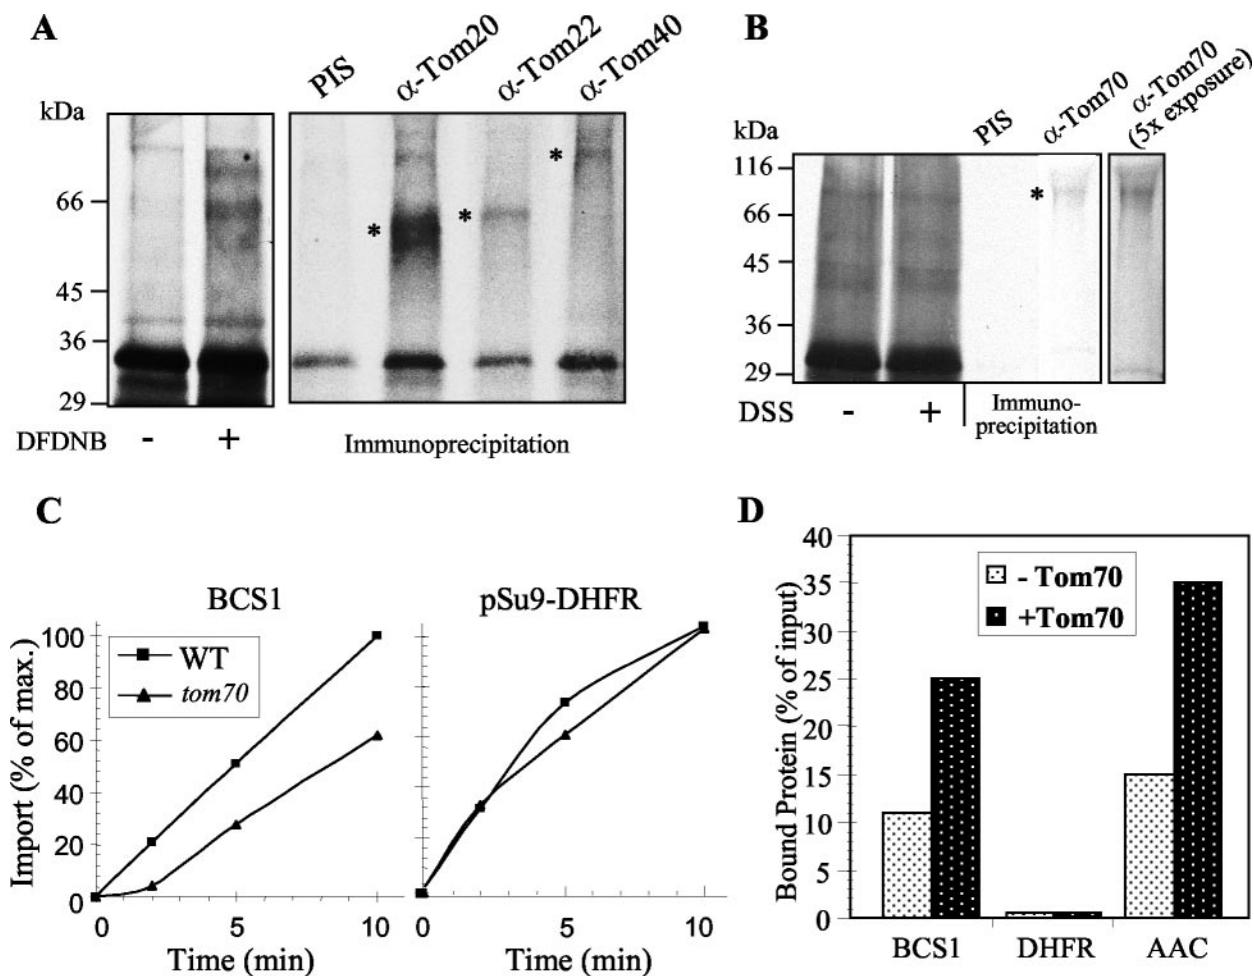 A
PIS
α-Tom20
α-Tom22
α-Tom40
kDa
66
45
36
29
*
*
*
DFDNB - +
Immunoprecipitation
B
PIS
α-Tom70
α-Tom70
(5x exposure)
kDa
116
66
45
36
29
*
DSS - +
Immuno-
precipitation
C
BCS1
pSu9-DHFR
WT
tom70
Import (% of max.)
100
80
60
40
20
0
0 5 10
Time (min)
0 5 10
Time (min)
D
- Tom70
+Tom70
Bound Protein (% of input)
40
35
30
25
20
15
10
5
0
BCS1 DHFR AAC